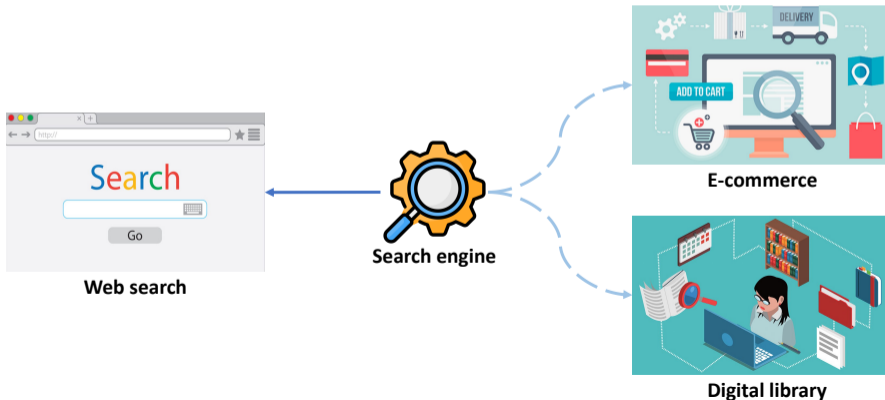 http://
Search
Go
Web search
Search engine
DELIVERY
ADD TO CART
E-commerce
Digital library